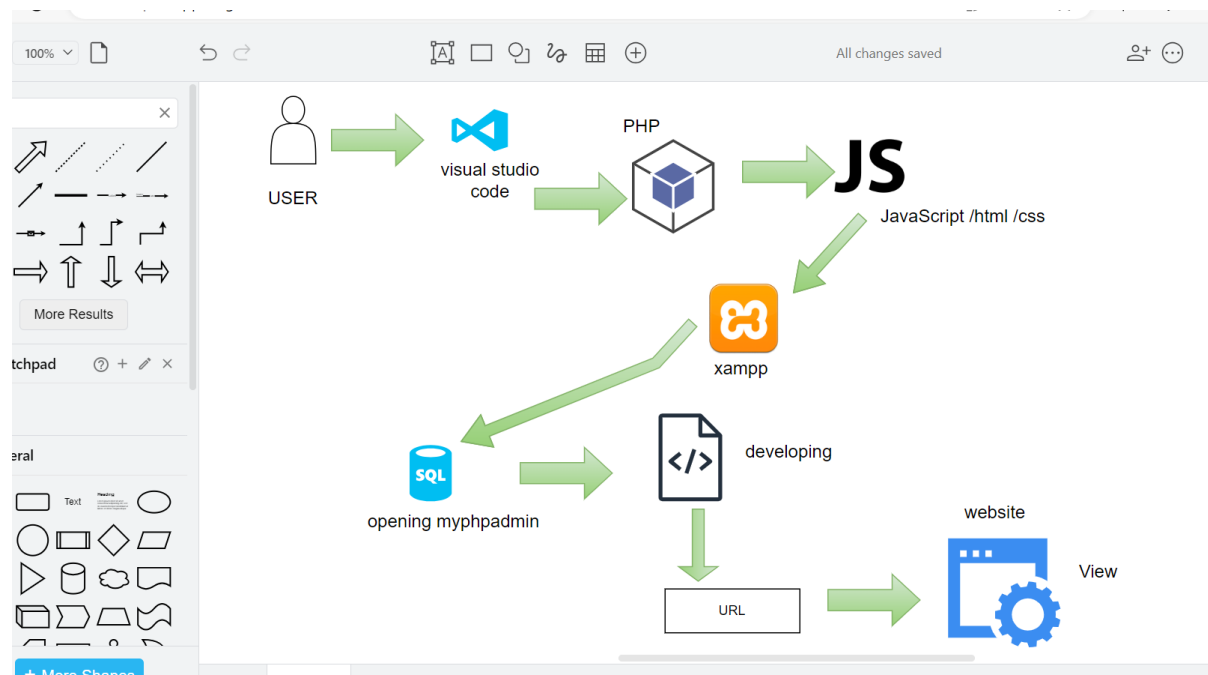 100%
All changes saved
More Results
tchpad
eral
Text
Heading
+ More Shapes
USER
visual studio
code
PHP
JS
JavaScript /html /css
xampp
SQL
opening myphpadmin
</>
developing
URL
website
View